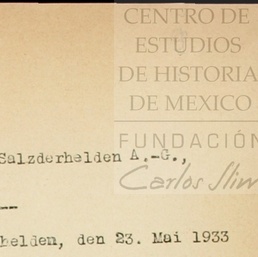 CENTRO DE
ESTUDIOS
DE HISTORIA
DE MEXICO
FUNDACIÓN
Carlos Slim
Salzderhelden A.-G.,
--
helden, den 23. Mai 1933